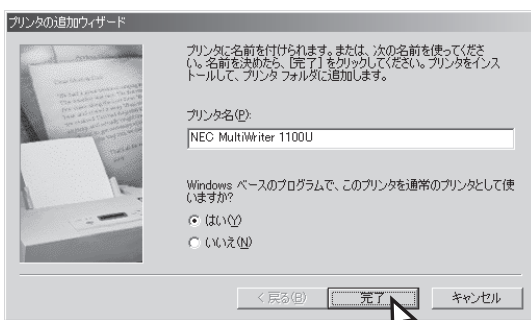 プリンタの追加ウィザード
プリンタに名前を付けられます。または、次の名前を使ってくださ
い。名前を決めたら、[完了] をクリックしてください。プリンタをインス
トールして、プリンタ フォルダに追加します。
プリンタ名(P):
NEC MultiWriter 1100U
Windows ベースのプログラムで、このプリンタを通常のプリンタとして使
いますか?
はい(Y)
いいえ(N)
< 戻る(B)
完了
キャンセル